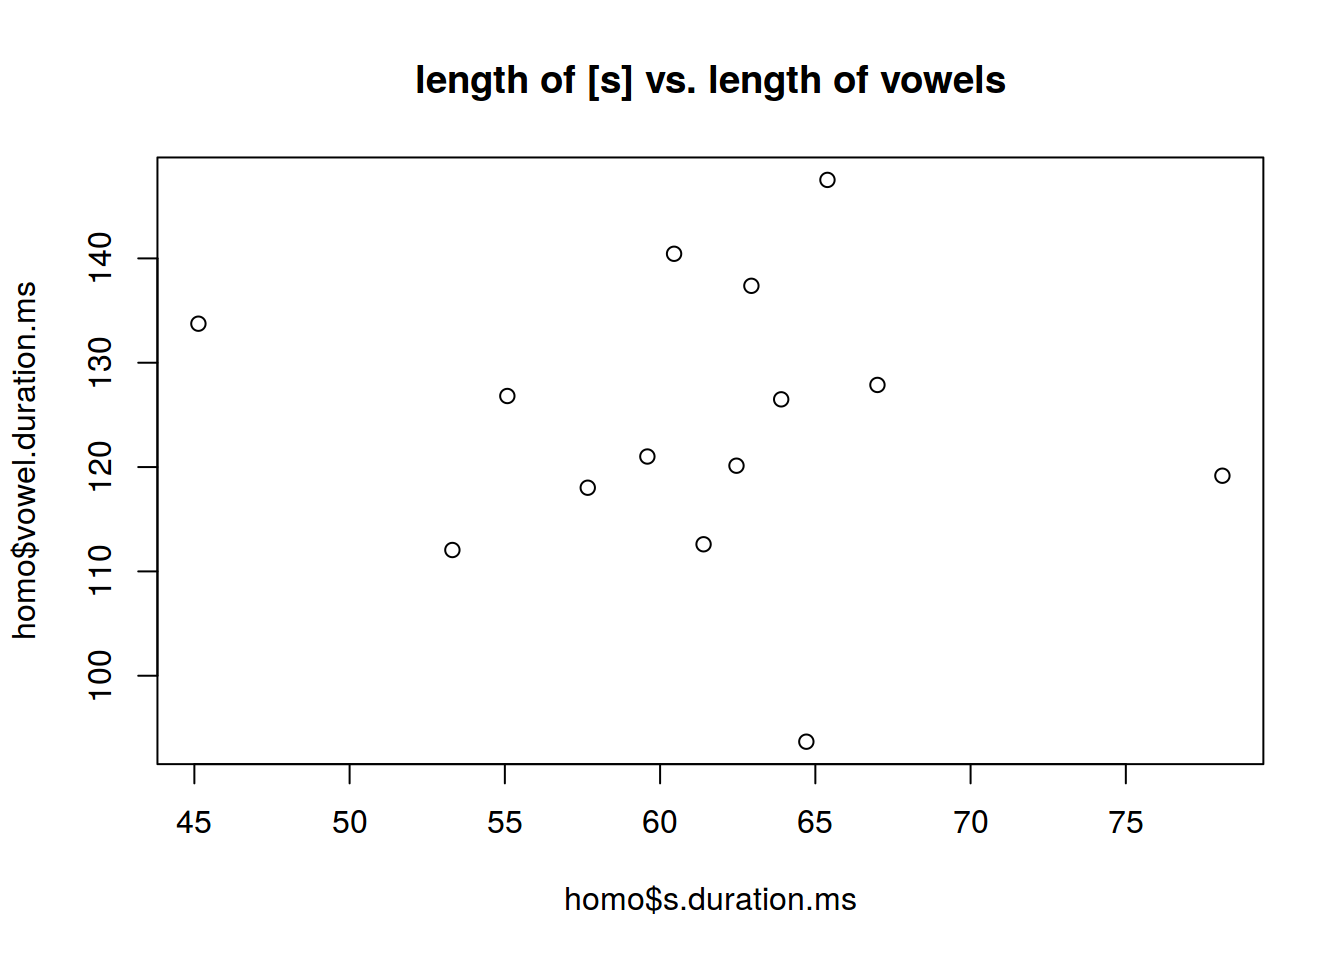 length of [s] vs. length of vowels
homo$vowel.duration.ms
140
130
120
110
100
45 50 55 60 65 70 75
homo$s.duration.ms